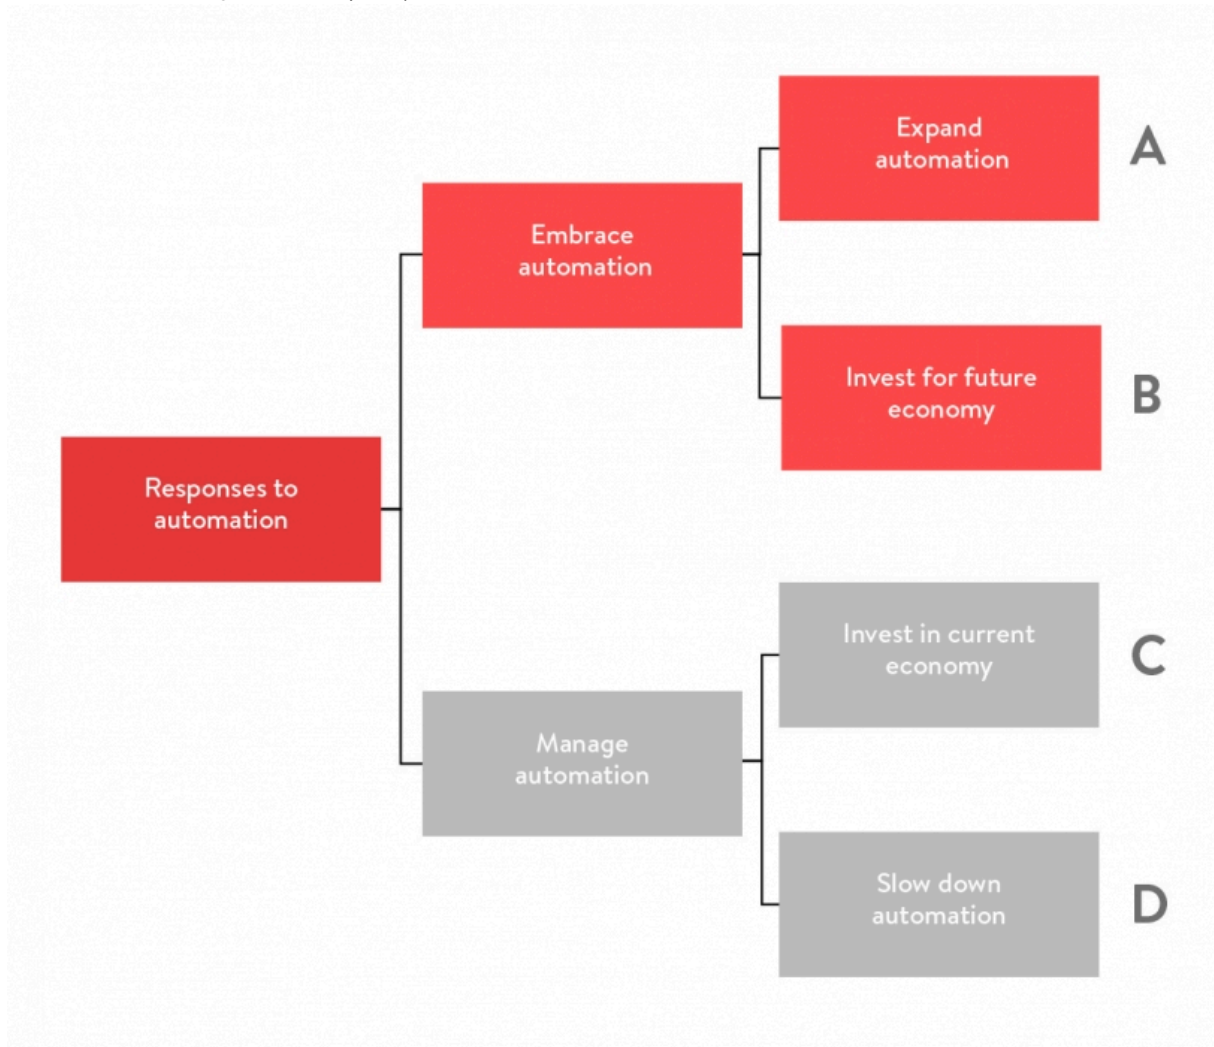 Responses to
automation
Embrace
automation
Expand
automation
A
Invest for future
economy
B
Manage
automation
Invest in current
economy
C
Slow down
automation
D